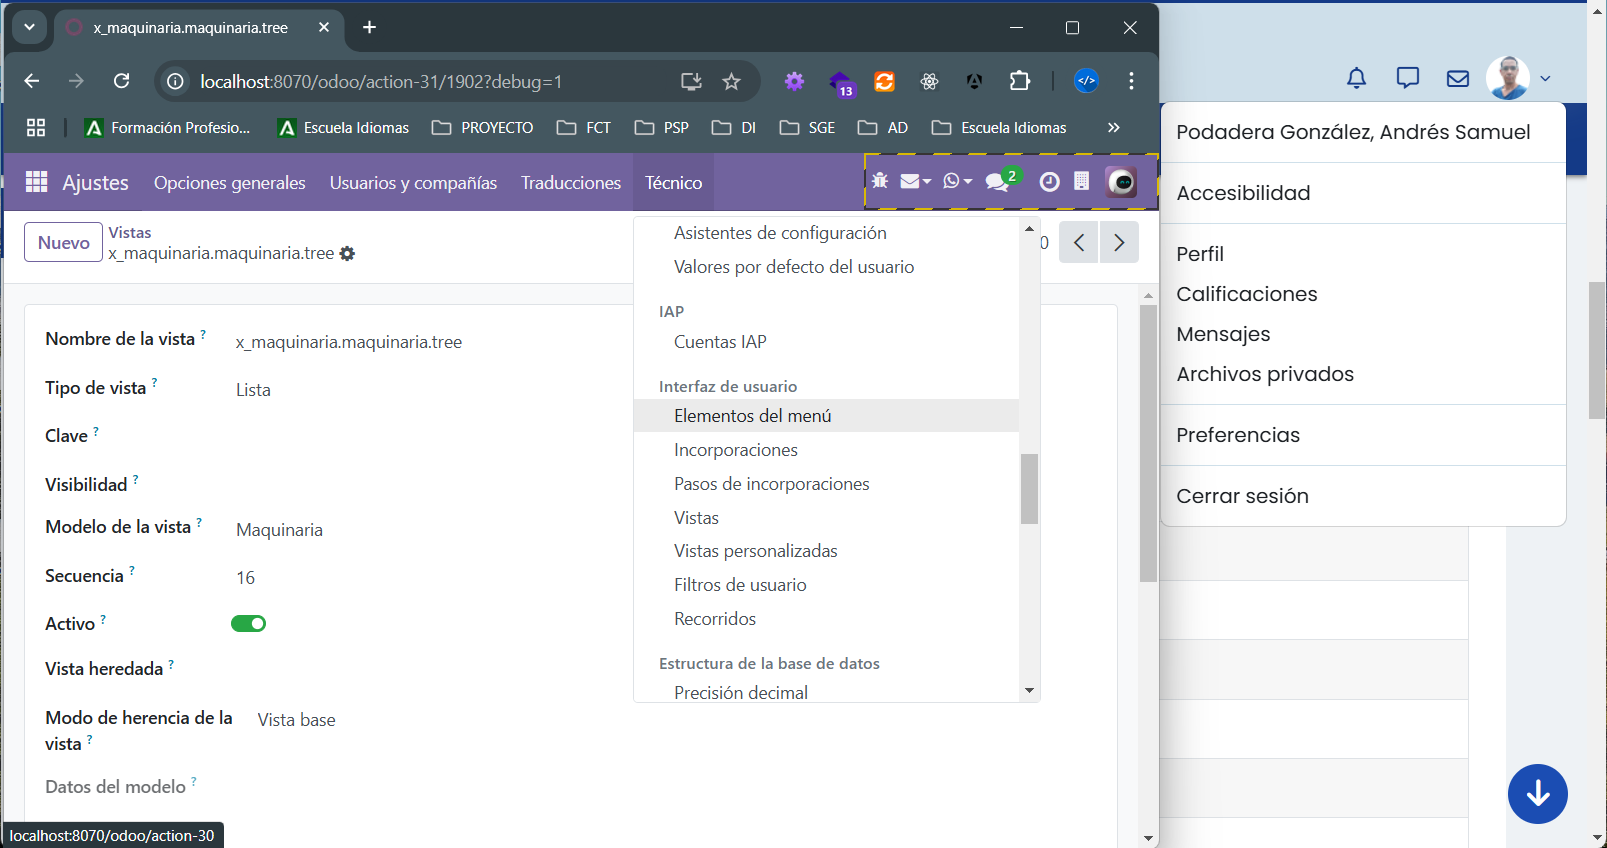 x_maquinaria.maquinaria.tree
localhost:8070/odoo/action-31/1902?debug=1
13
Formación Profesio...
Escuela Idiomas
PROYECTO
FCT
PSP
DI
SGE
AD
Escuela Idiomas
»
Ajustes
Opciones generales
Usuarios y compañías
Traducciones
Técnico
2
Nuevo
Vistas
x_maquinaria.maquinaria.tree
0
Nombre de la vista ?
x_maquinaria.maquinaria.tree
Tipo de vista ?
Lista
Clave ?
Visibilidad ?
Modelo de la vista ?
Maquinaria
Secuencia ?
16
Activo ?
Vista heredada ?
Modo de herencia de la
vista ?
Vista base
Datos del modelo ?
localhost:8070/odoo/action-30
Asistentes de configuración
Valores por defecto del usuario
IAP
Cuentas IAP
Interfaz de usuario
Elementos del menú
Incorporaciones
Pasos de incorporaciones
Vistas
Vistas personalizadas
Filtros de usuario
Recorridos
Estructura de la base de datos
Precisión decimal
Podadera González, Andrés Samuel
Accesibilidad
Perfil
Calificaciones
Mensajes
Archivos privados
Preferencias
Cerrar sesión